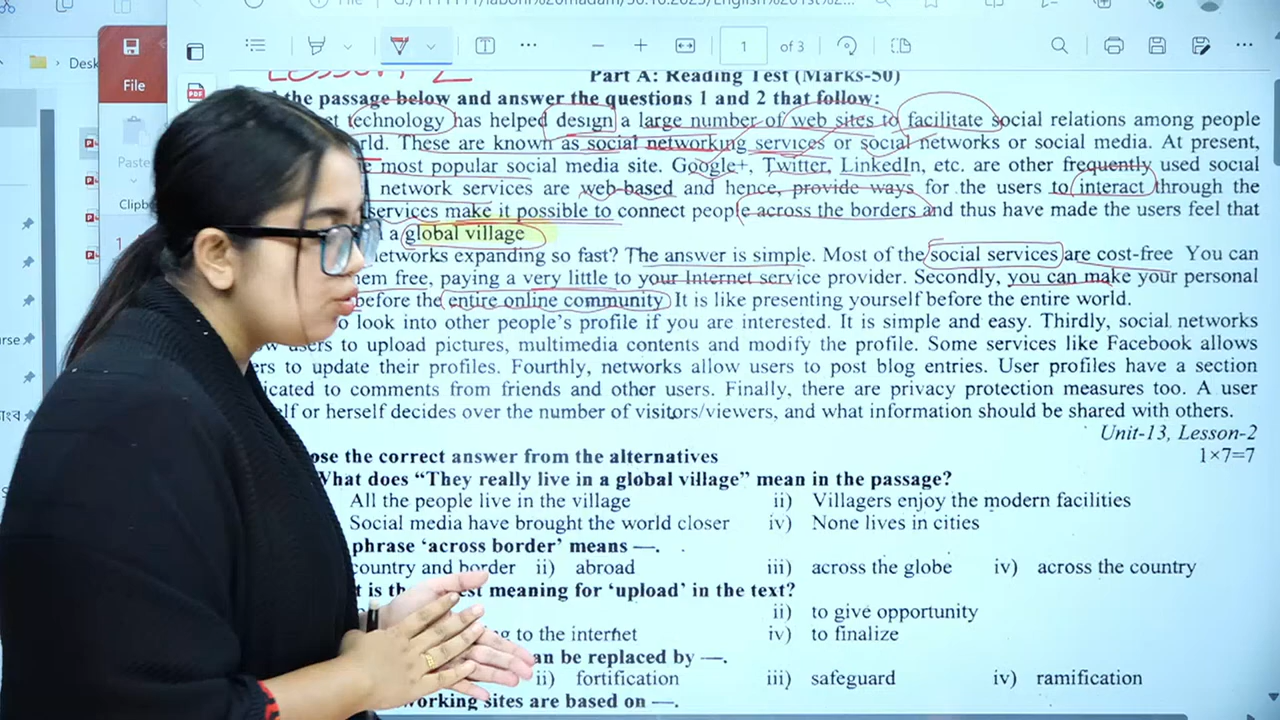 File
of 3
1
Desk
File
Paste
Clipb
LESSON-2
Part A: Reading Test (Marks-50)
the passage below and answer the questions 1 and 2 that follow:
technology has helped design a large number of web sites to facilitate social relations among people
rld. These are known as social networking services or social networks or social media. At present,
most popular social media site. Google+, Twitter, LinkedIn, etc. are other frequently used social
network services are web-based and hence, provide ways for the users to interact through the
services make it possible to connect people across the borders and thus have made the users feel that
a global village
etworks expanding so fast? The answer is simple. Most of the social services are cost-free You can
em free, paying a very little to your Internet service provider. Secondly, you can make your personal
before the entire online community It is like presenting yourself before the entire world.
o look into other people's profile if you are interested. It is simple and easy. Thirdly, social networks
ow users to upload pictures, multimedia contents and modify the profile. Some services like Facebook allows
ers to update their profiles. Fourthly, networks allow users to post blog entries. User profiles have a section
icated to comments from friends and other users. Finally, there are privacy protection measures too. A user
elf or herself decides over the number of visitors/viewers, and what information should be shared with others.
Unit-13, Lesson-2
ose the correct answer from the alternatives 1×7=7
What does “They really live in a global village” mean in the passage?
All the people live in the village ii) Villagers enjoy the modern facilities
Social media have brought the world closer iv) None lives in cities
phrase ‘across border’ means —.
country and border ii) abroad iii) across the globe iv) across the country
t is the est meaning for ‘upload’ in the text?
ii) to give opportunity
g to the internet iv) to finalize
an be replaced by —.
ii) fortification iii) safeguard iv) ramification
working sites are based on —.